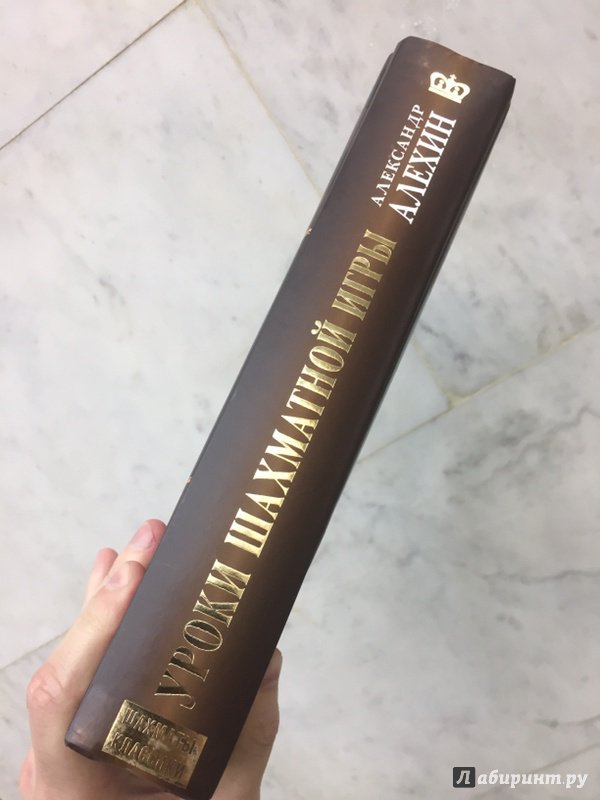 АЛЕКСАНДР
АЛЕХИН
УРОКИ ШАХМАТНОЙ ИГРЫ
ШАХМАТЫ
КЛАССИКИ
Лабиринт.ру